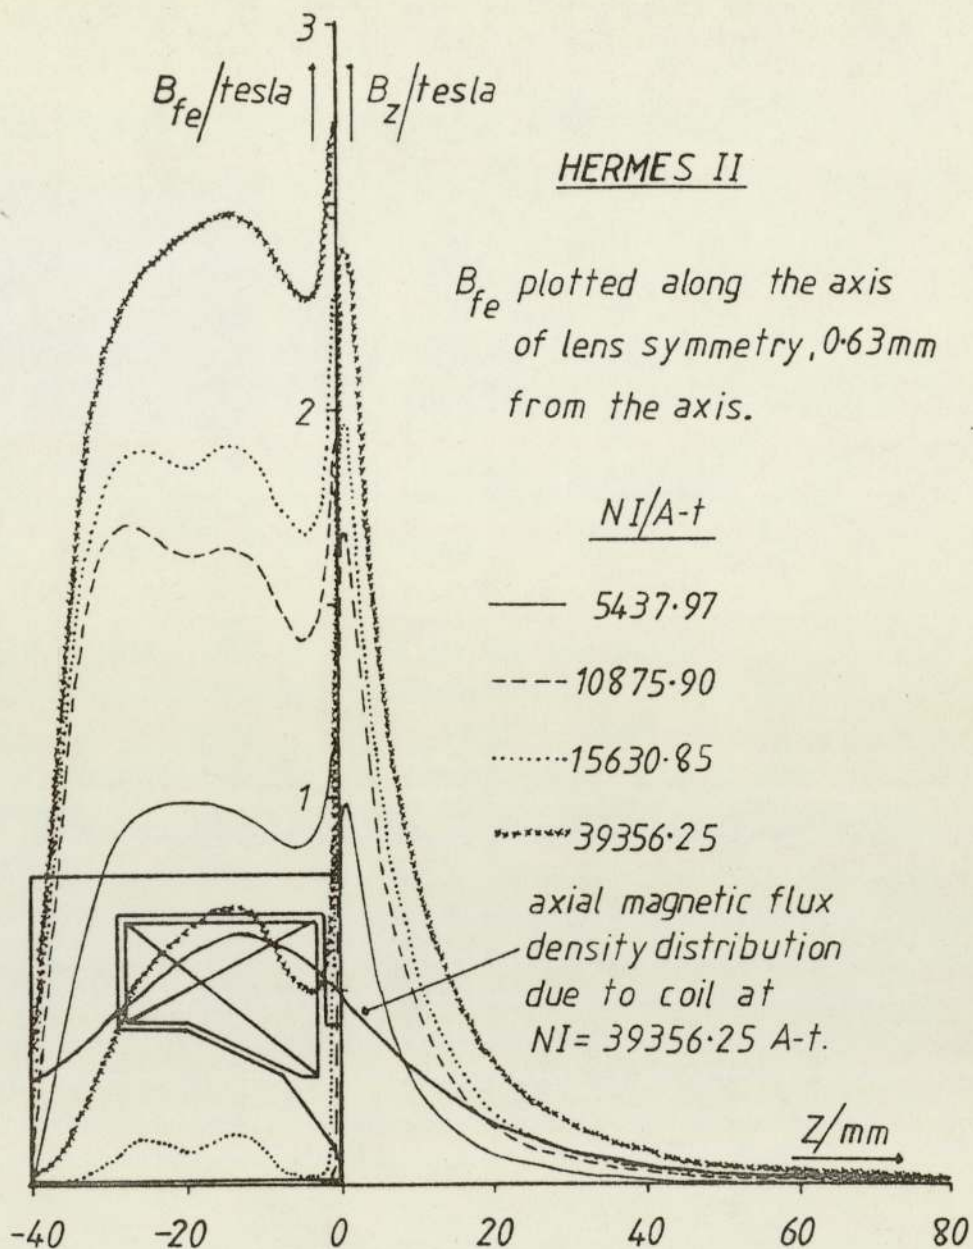 3
B_fe/tesla
B_z/tesla
HERMES II
B_fe plotted along the axis
of lens symmetry, 0·63mm
from the axis.
2
NI/A-t
5437·97
10875·90
15630·85
39356·25
1
axial magnetic flux
density distribution
due to coil at
NI= 39356·25 A-t.
Z/mm
-40 -20 0 20 40 60 80